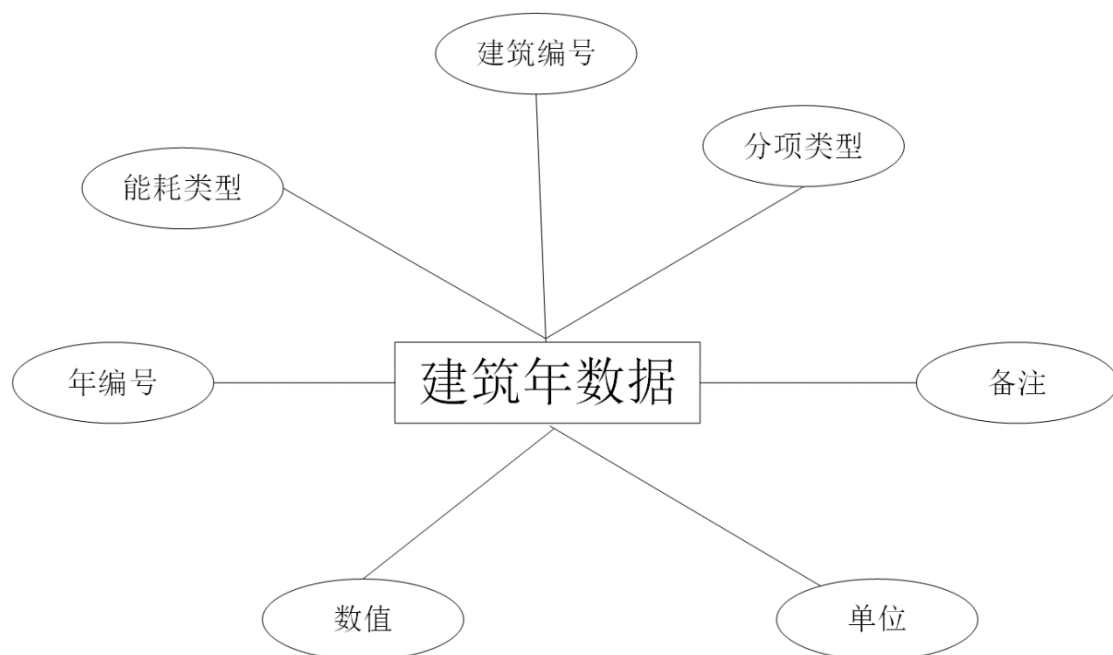 建筑编号
分项类型
能耗类型
年编号
建筑年数据
备注
数值
单位